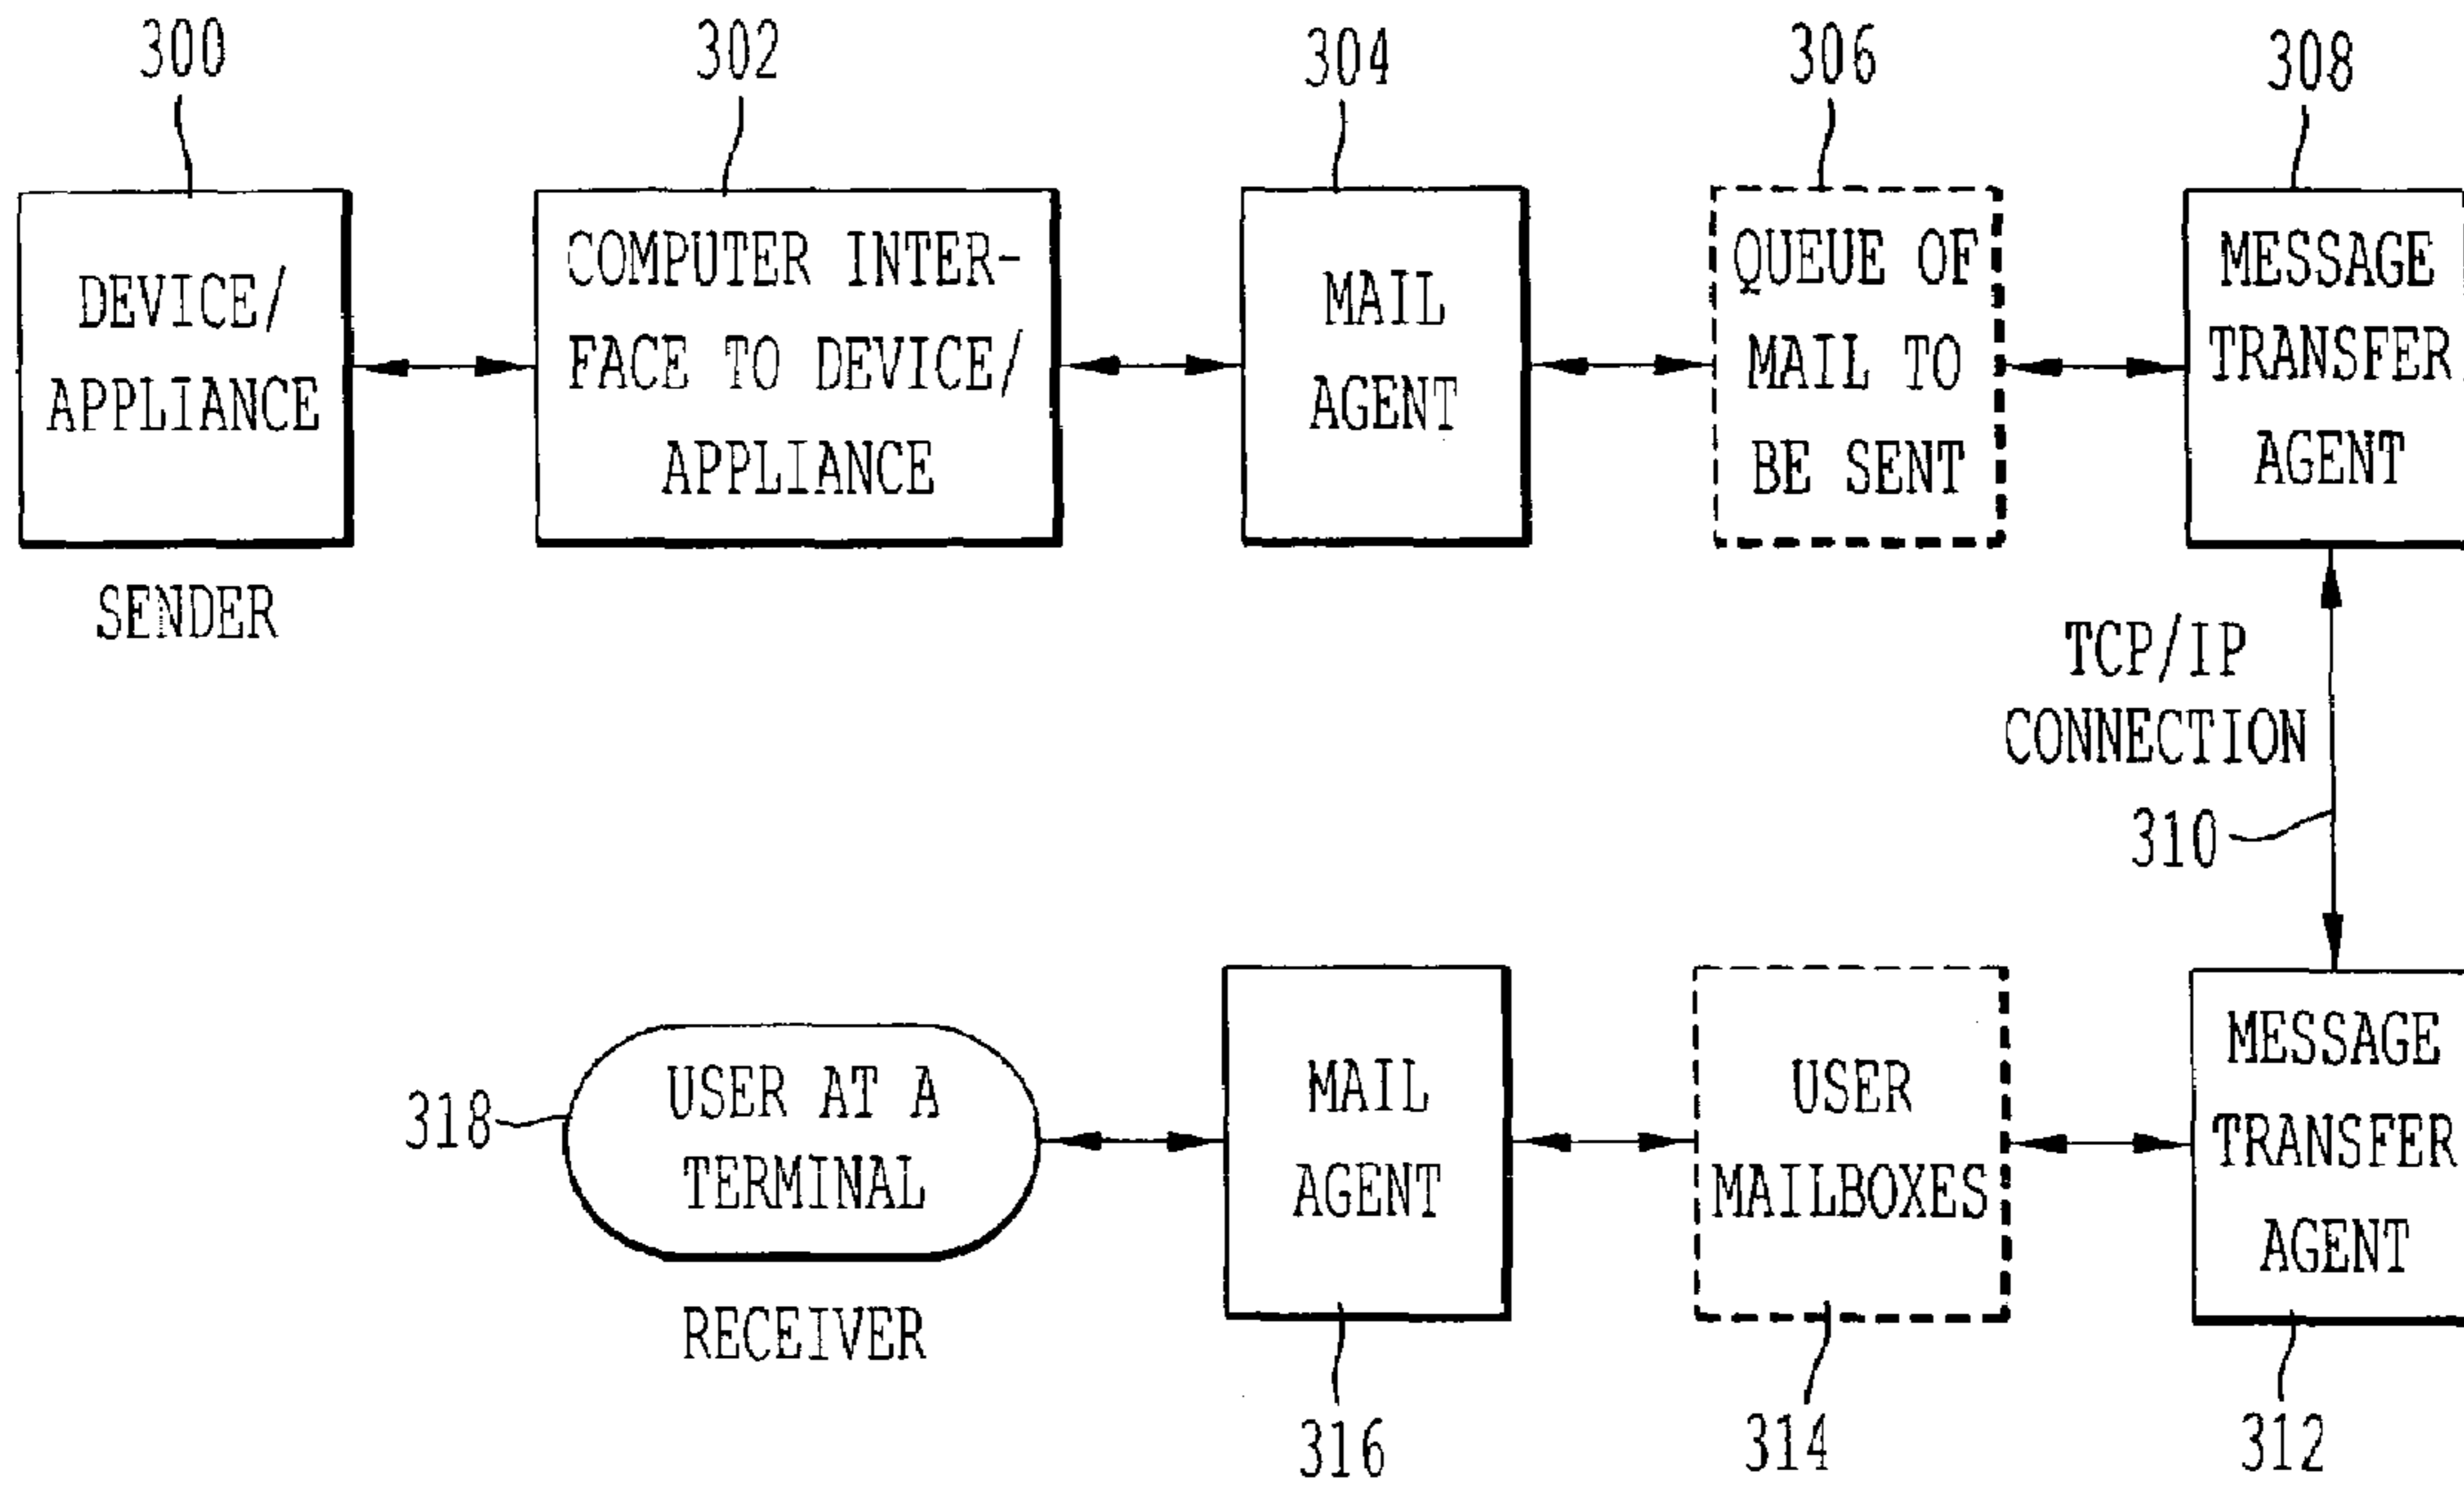 300
302
304
306
308
DEVICE/
APPLIANCE
COMPUTER INTER-
FACE TO DEVICE/
APPLIANCE
MAIL
AGENT
QUEUE OF
MAIL TO
BE SENT
MESSAGE
TRANSFER
AGENT
SENDER
TCP/IP
CONNECTION
310
318
USER AT A
TERMINAL
MAIL
AGENT
USER
MAILBOXES
MESSAGE
TRANSFER
AGENT
RECEIVER
316
314
312